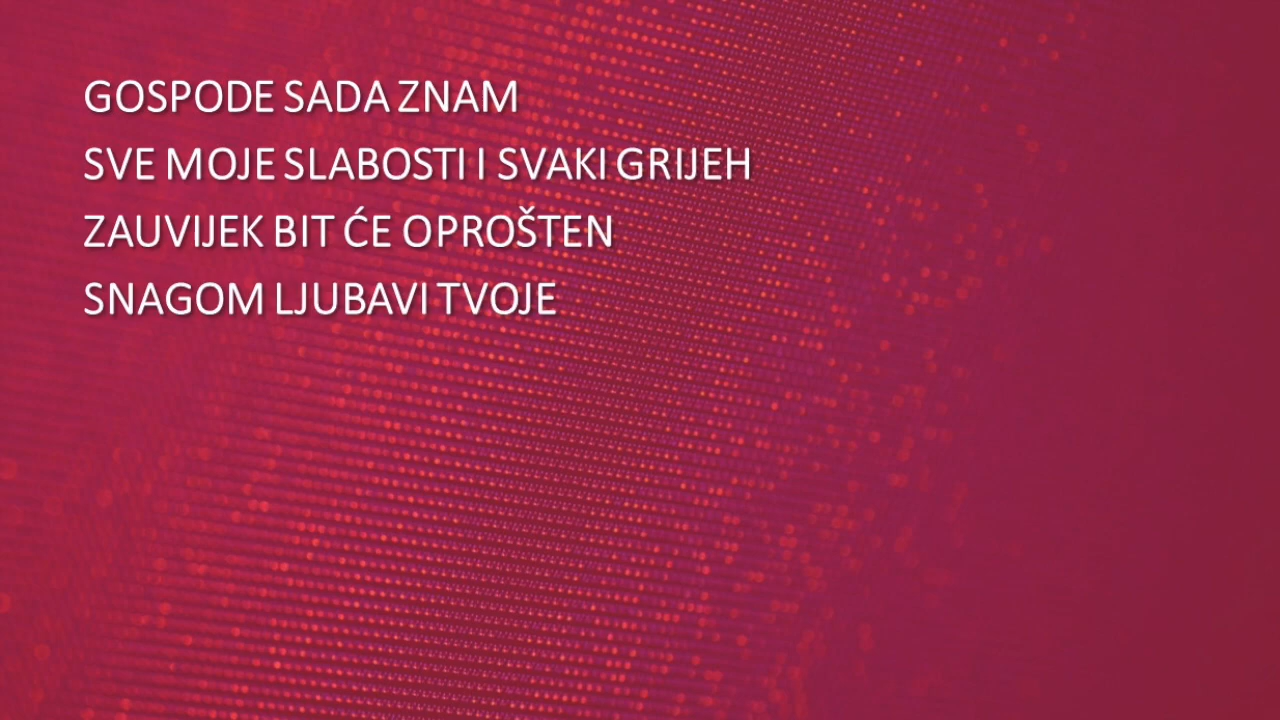 GOSPODE SADA ZNAM
SVE MOJE SLABOSTI I SVAKI GRIJEH
ZAUVIJEK BIT ĆE OPROŠTEN
SNAGOM LJUBAVI TVOJE